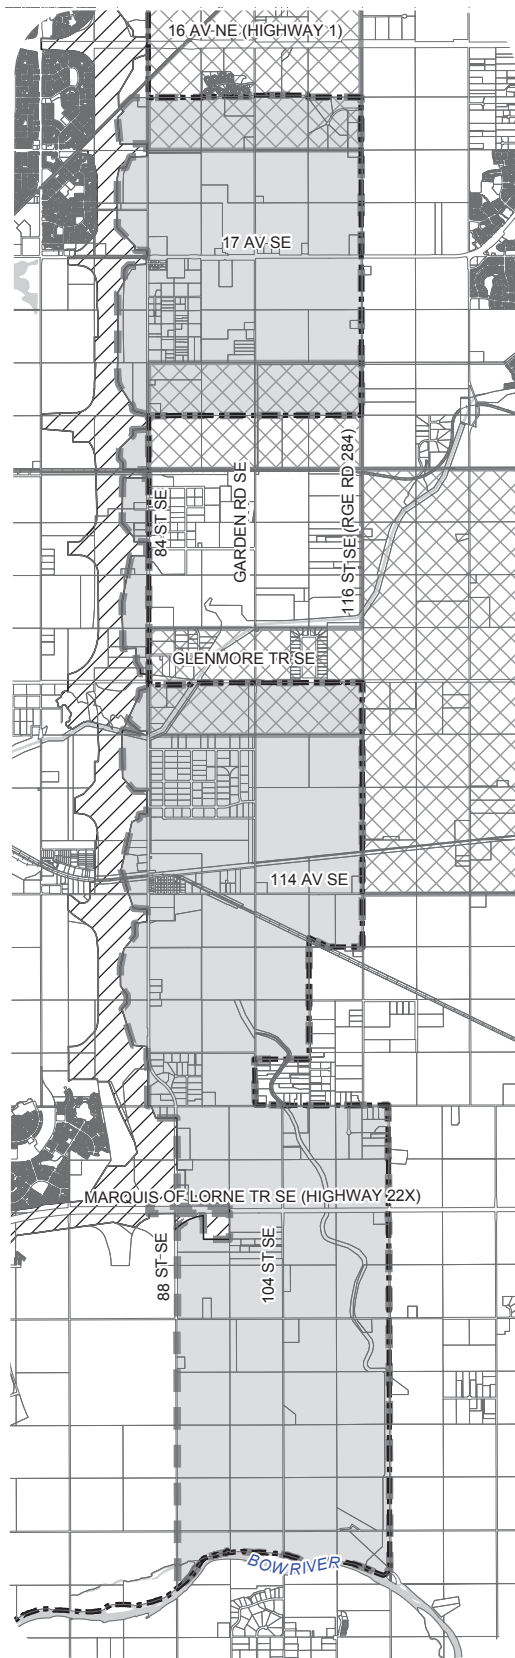 16 AV NE (HIGHWAY 1)
17 AV SE
84 ST SE
GARDEN RD SE
116 ST SE (RGE RD 284)
GLENMORE TR SE
114 AV SE
MARQUIS OF LORNE TR SE (HIGHWAY 22X)
88 ST SE
104 ST SE
BOW RIVER